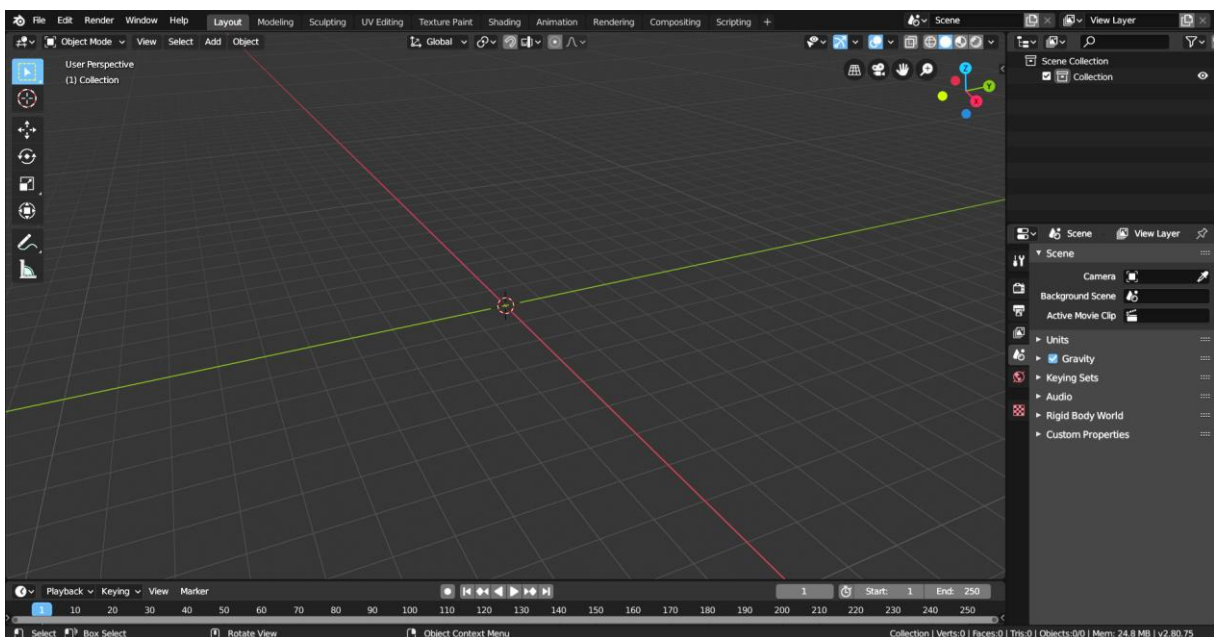 File Edit Render Window Help Layout Modeling Sculpting UV Editing Texture Paint Shading Animation Rendering Compositing Scripting + Scene View Layer
Object Mode View Select Add Object Global
User Perspective
(1) Collection
Z
Y
X
Scene Collection
Collection
Scene View Layer
Scene
Camera
Background Scene
Active Movie Clip
Units
Gravity
Keying Sets
Audio
Rigid Body World
Custom Properties
Playback Keying View Marker 1 Start: 1 End: 250
1 10 20 30 40 50 60 70 80 90 100 110 120 130 140 150 160 170 180 190 200 210 220 230 240 250
Select Box Select Rotate View Object Context Menu Collection | Verts:0 | Faces:0 | Tris:0 | Objects:0/0 | Mem: 24.8 MB | v2.80.75